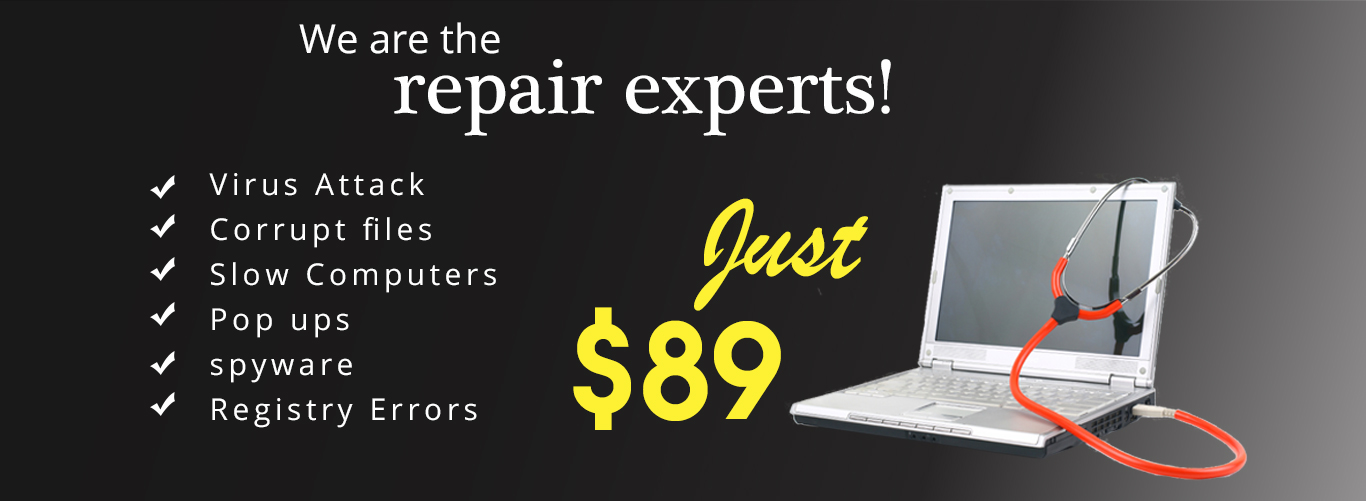 We are the
repair experts!
Virus Attack
Corrupt files
Slow Computers
Pop ups
spyware
Registry Errors
Just
$89